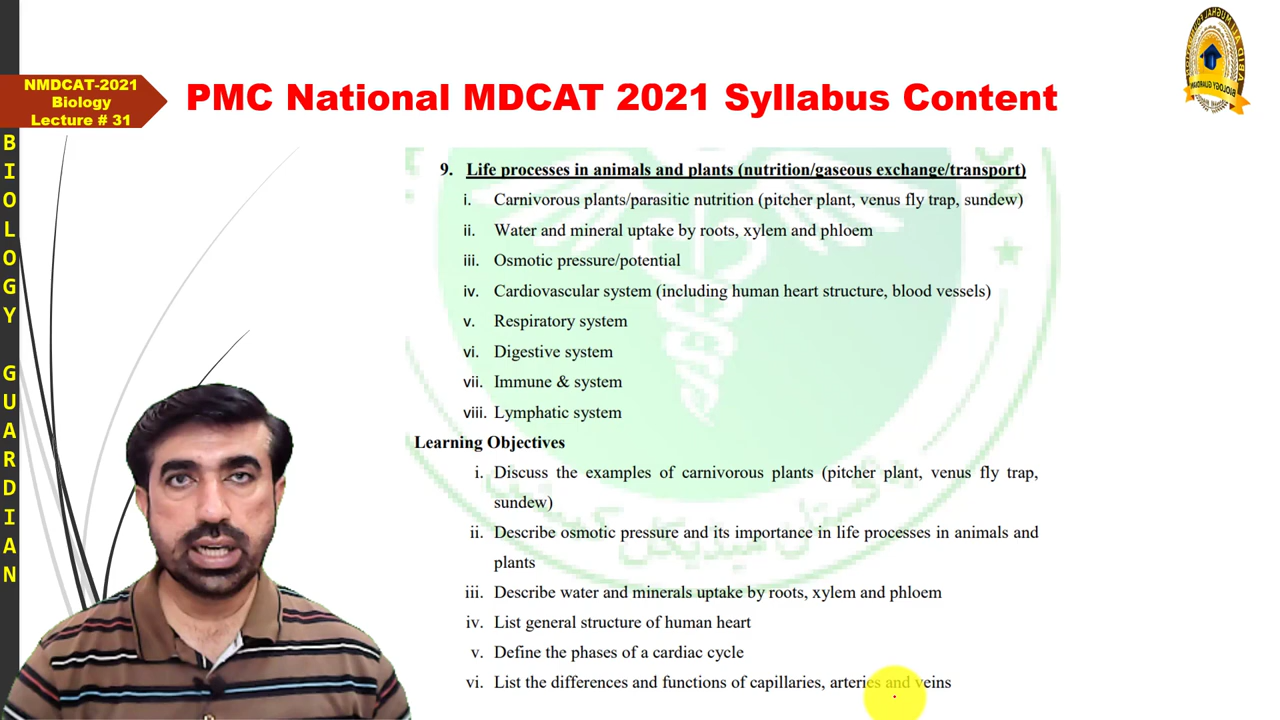 NMDCAT-2021
Biology
Lecture # 31
BIOLOGY GUARDIAN
PMC National MDCAT 2021 Syllabus Content
9. Life processes in animals and plants (nutrition/gaseous exchange/transport)
i. Carnivorous plants/parasitic nutrition (pitcher plant, venus fly trap, sundew)
ii. Water and mineral uptake by roots, xylem and phloem
iii. Osmotic pressure/potential
iv. Cardiovascular system (including human heart structure, blood vessels)
v. Respiratory system
vi. Digestive system
vii. Immune & system
viii. Lymphatic system
Learning Objectives
i. Discuss the examples of carnivorous plants (pitcher plant, venus fly trap,
sundew)
ii. Describe osmotic pressure and its importance in life processes in animals and
plants
iii. Describe water and minerals uptake by roots, xylem and phloem
iv. List general structure of human heart
v. Define the phases of a cardiac cycle
vi. List the differences and functions of capillaries, arteries and veins